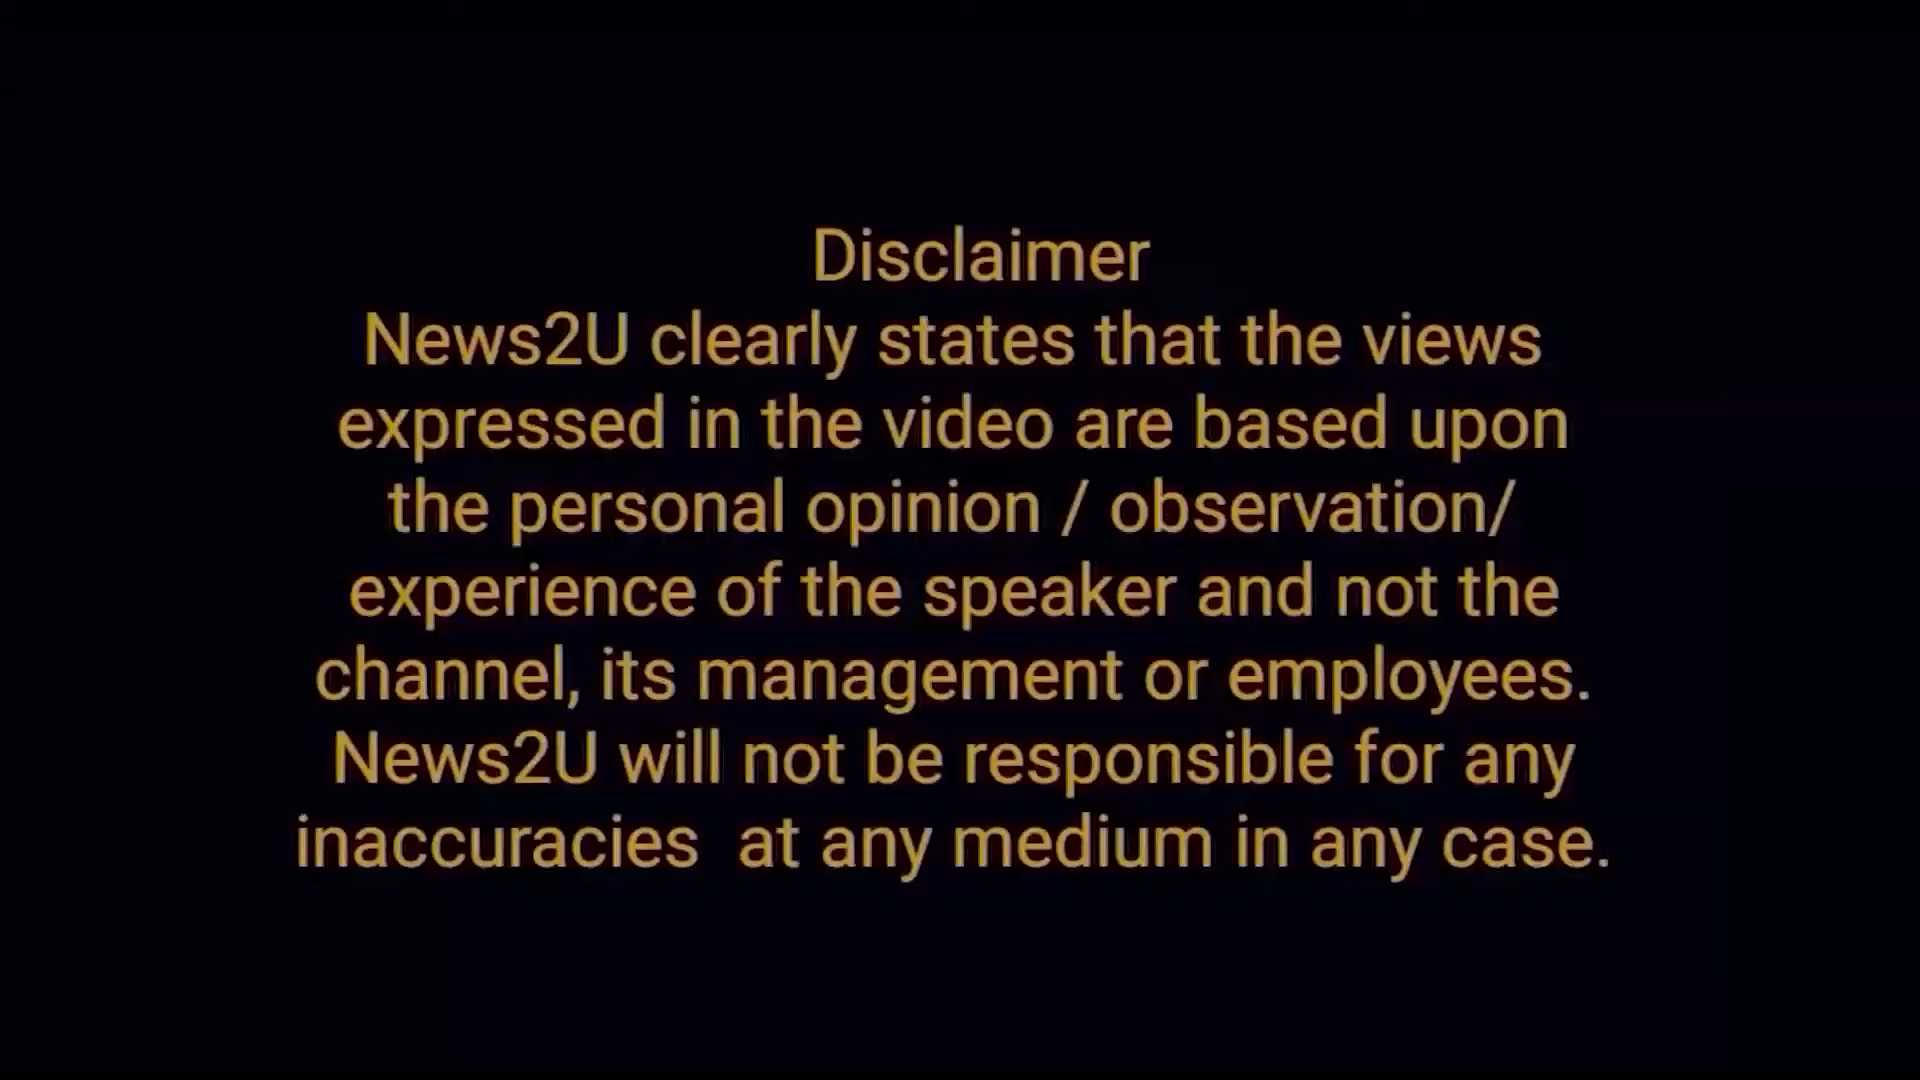 Disclaimer
News2U clearly states that the views
expressed in the video are based upon
the personal opinion / observation/
experience of the speaker and not the
channel, its management or employees.
News2U will not be responsible for any
inaccuracies  at any medium in any case.